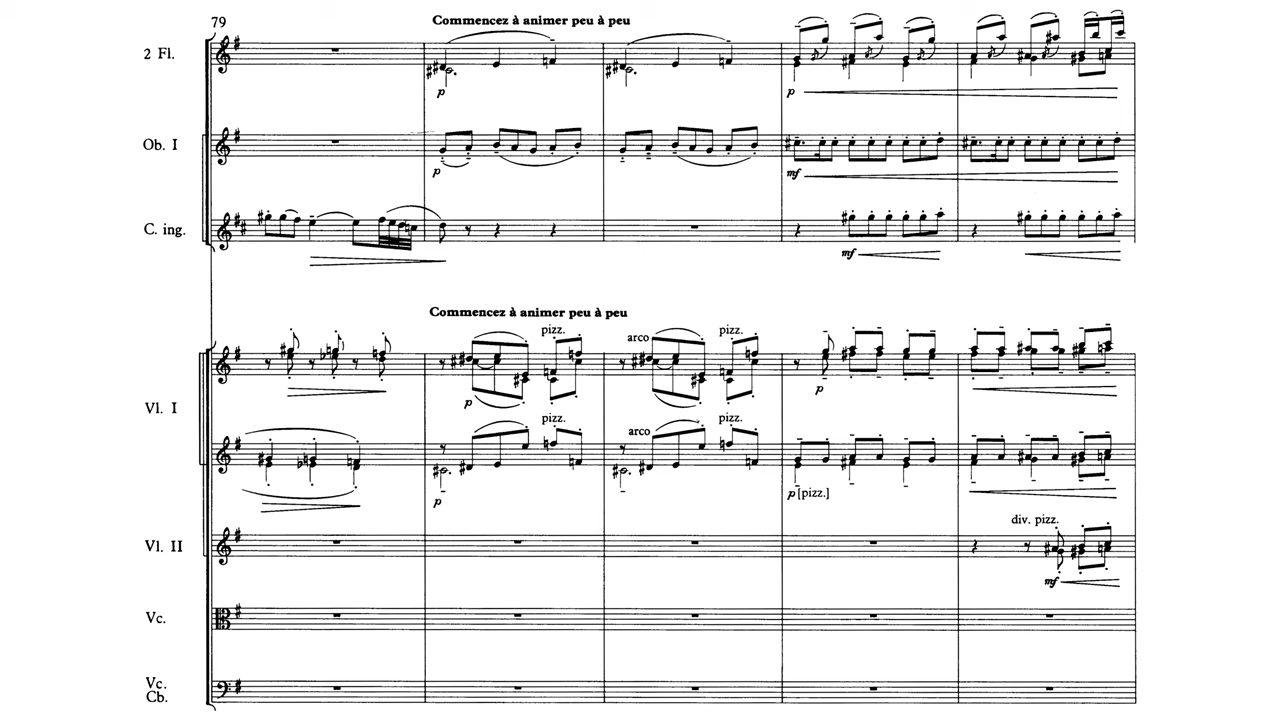 79
Commencez à animer peu à peu
2 Fl.
p
p
Ob. I
p
mf
C. ing.
mf
Commencez à animer peu à peu
pizz.
arco
pizz.
p
p
Vl. I
pizz.
arco
pizz.
p
p [pizz.]
div. pizz.
Vl. II
mf
Vc.
Vc.
Cb.